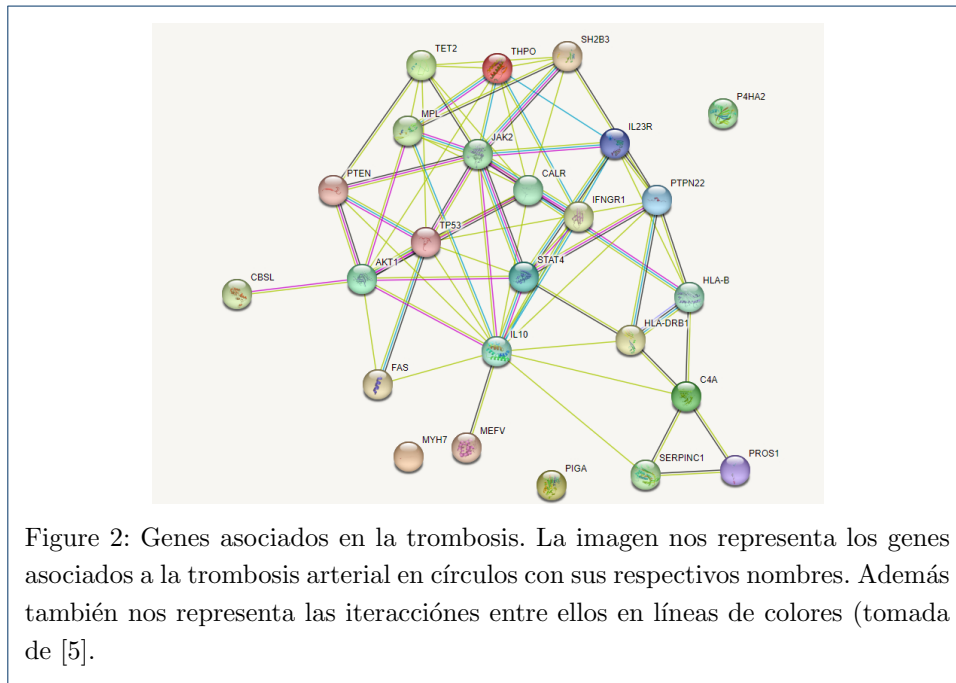 TET2
THPO
SH2B3
P4HA2
MPL
IL23R
JAK2
PTEN
CALR
PTPN22
IFNGR1
TP53
AKT1
STAT4
CBSL
HLA-B
HLA-DRB1
IL10
FAS
C4A
MYH7
MEFV
PIGA
SERPINC1
PROS1
Figure 2: Genes asociados en la trombosis. La imagen nos representa los genes
asociados a la trombosis arterial en círculos con sus respectivos nombres. Además
también nos representa las iteracciónes entre ellos en líneas de colores (tomada
de [5].